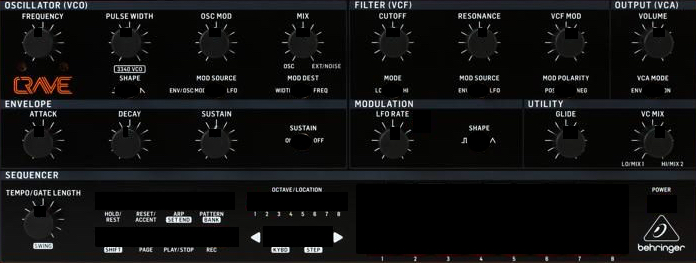 OSCILLATOR (VCO)
FREQUENCY PULSE WIDTH OSC MOD MIX
3340 VCO OSC EXT/NOISE
CRAVE
SHAPE MOD SOURCE MOD DEST
ENV/OSC MOD LFO WIDTH FREQ
FILTER (VCF)
CUTOFF RESONANCE VCF MOD
MODE MOD SOURCE MOD POLARITY
HI LFO NEG
OUTPUT (VCA)
VOLUME
VCA MODE
ENV ON
ENVELOPE
ATTACK DECAY SUSTAIN
SUSTAIN
OFF
MODULATION
LFO RATE SHAPE
UTILITY
GLIDE VC MIX
LO/MIX 1 HI/MIX 2
SEQUENCER
TEMPO/GATE LENGTH
SWING
HOLD/ RESET/ ARP PATTERN
REST ACCENT SET END BANK
SHIFT PAGE PLAY/STOP REC
OCTAVE/LOCATION
1 2 3 4 5 6 7 8
KYBD STEP
1 2 3 4 5 6 7 8
POWER
behringer